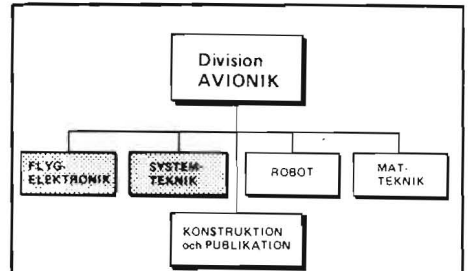 Division
AVIONIK
FLYG-
ELEKTRONIK
SYSTEM-
TEKNIK
ROBOT
MAT-
TEKNIK
KONSTRUKTION
och PUBLIKATION